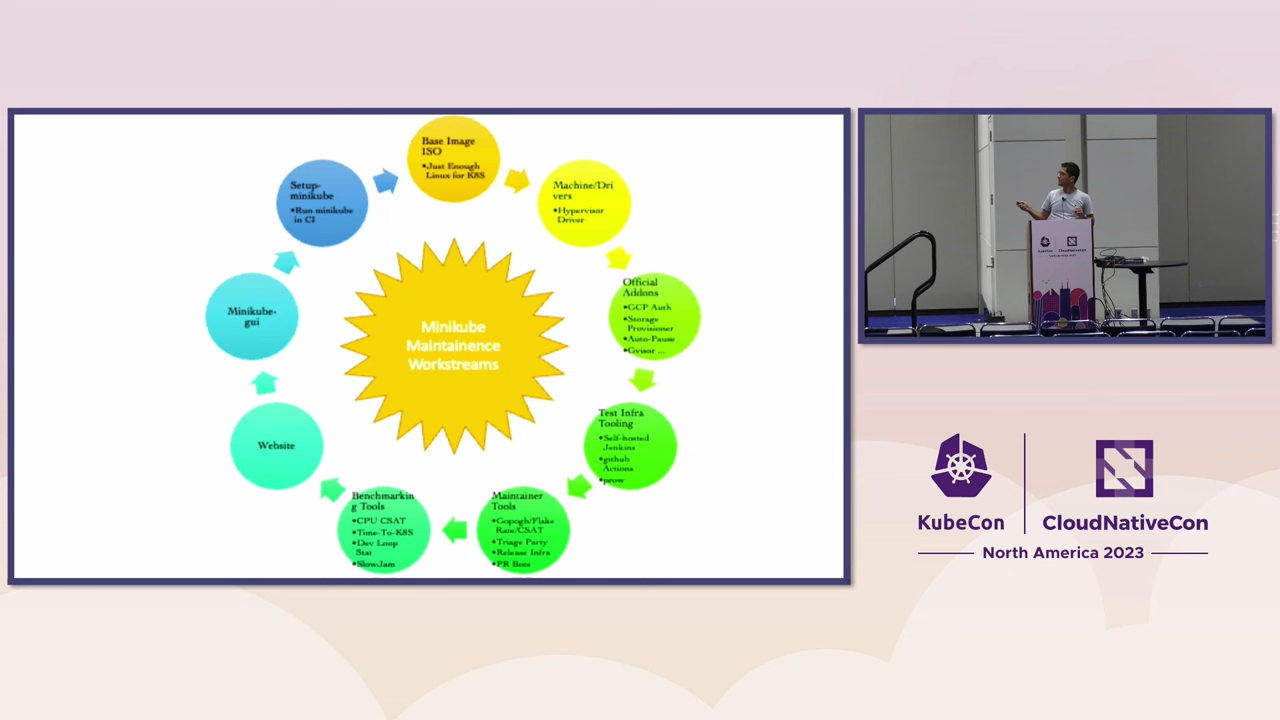 Base Image
ISO
•Just Enough
Linux for K8S
Machine/Dri
vers
•Hypervisor
Driver
Official
Addons
•GCP Auth
•Storage
Provisioner
•Auto-Pause
•Gvisor ...
Test Infra
Tooling
•Self-hosted
Jenkins
•github
Actions
•prow
Maintainer
Tools
•Gopogh/Flake
Rate/CSAT
•Triage Party
•Release Infra
•PR Bots
Benchmarkin
g Tools
•CPU CSAT
•Time-To-K8S
•Dev Loop
Stat
•SlowJam
Website
Minikube-
gui
Setup-
minikube
•Run minikube
in CI
Minikube
Maintainence
Workstreams
KubeCon
CloudNativeCon
North America 2023